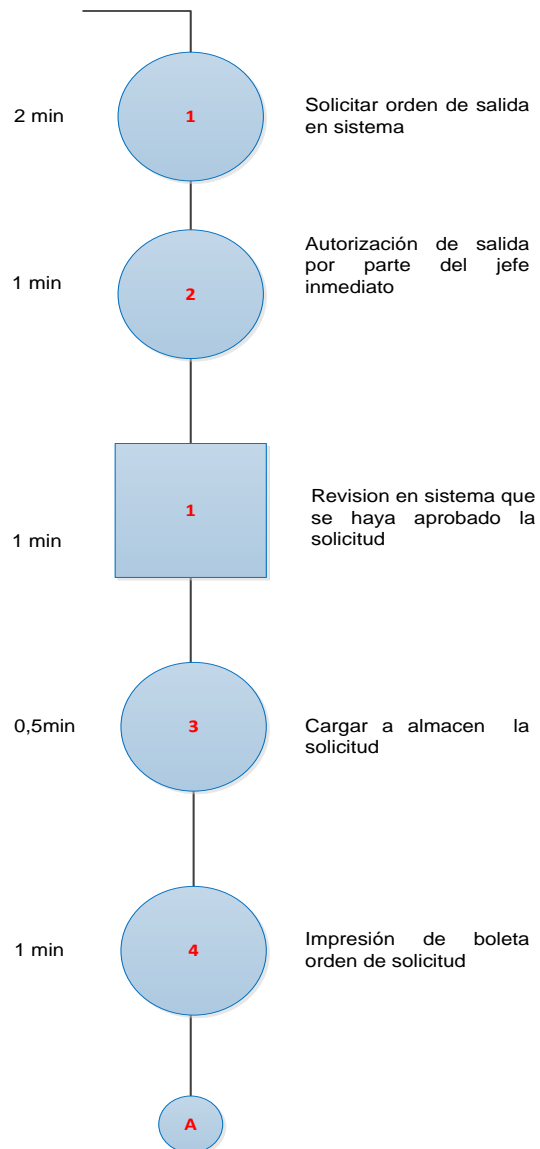 2 min
1
Solicitar orden de salida
en sistema
1 min
2
Autorización de salida
por parte del jefe
inmediato
1 min
1
Revision en sistema que
se haya aprobado la
solicitud
0,5min
3
Cargar a almacen la
solicitud
1 min
4
Impresión de boleta
orden de solicitud
A